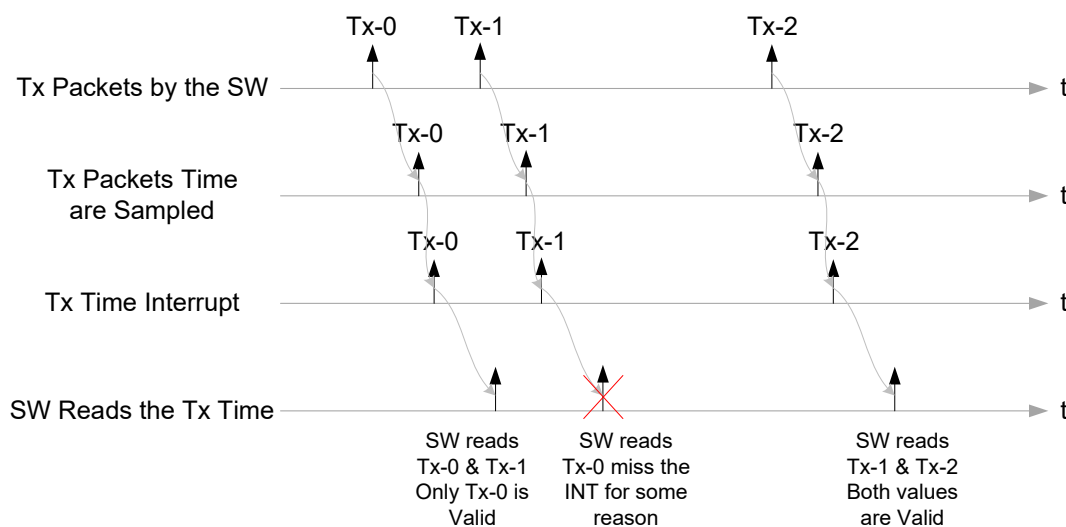 Tx-0
Tx-1
Tx-2
Tx Packets by the SW
t
Tx-0
Tx-1
Tx-2
Tx Packets Time
are Sampled
t
Tx-0
Tx-1
Tx-2
Tx Time Interrupt
t
SW Reads the Tx Time
t
SW reads
Tx-0 & Tx-1
Only Tx-0 is
Valid
SW reads
Tx-0 miss the
INT for some
reason
SW reads
Tx-1 & Tx-2
Both values
are Valid